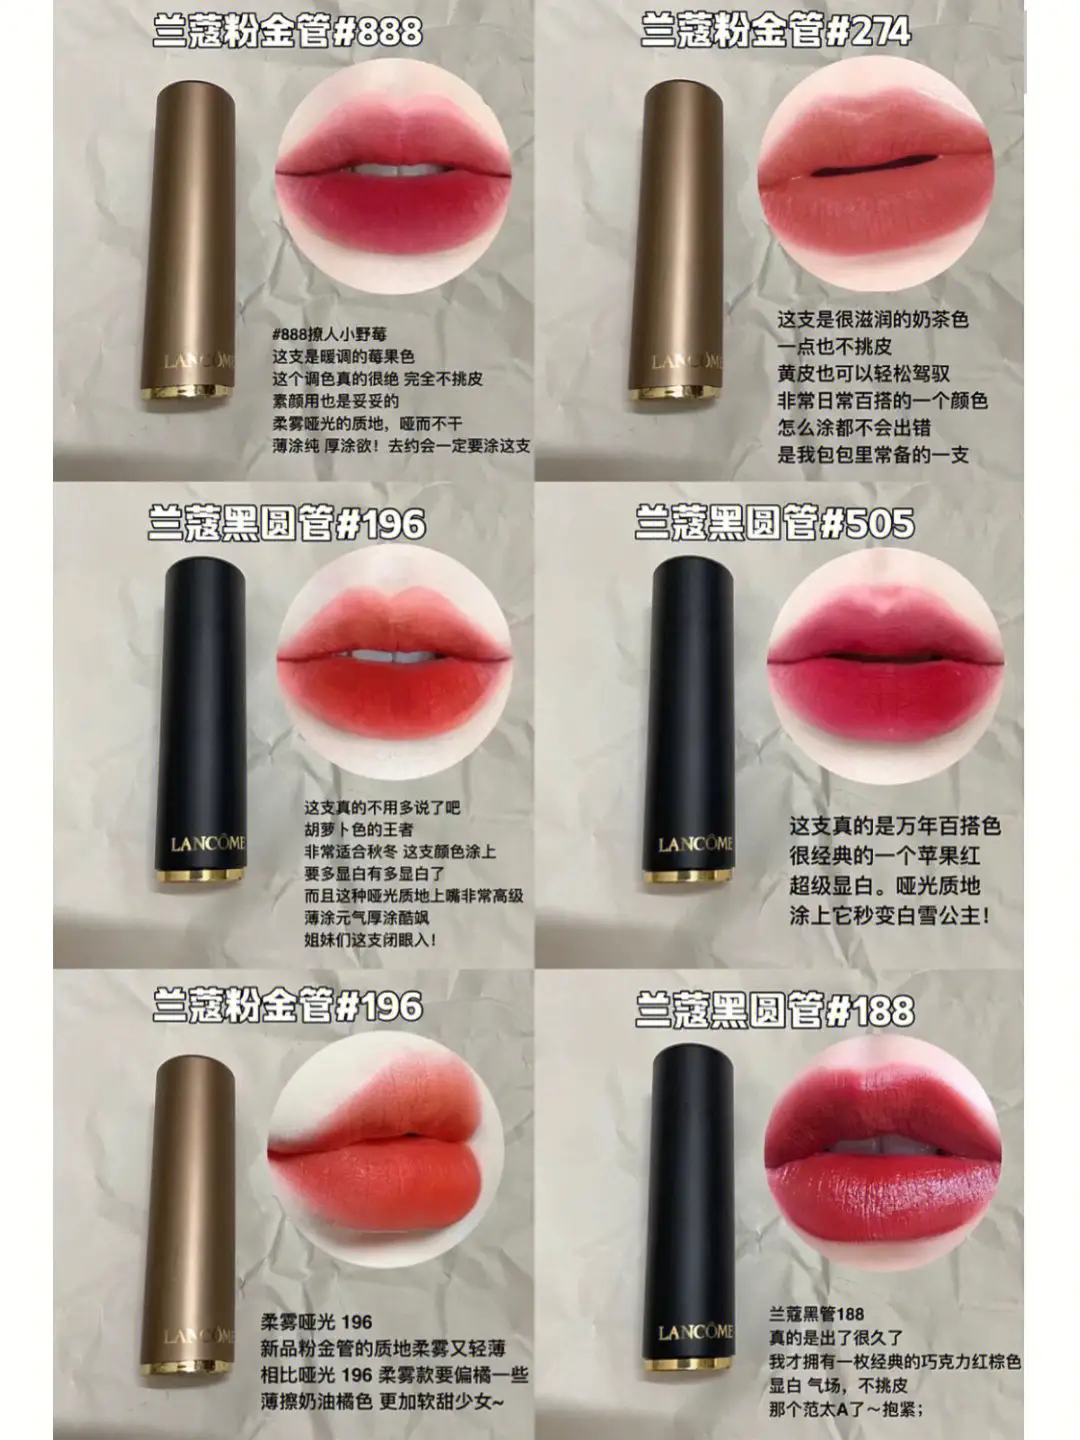 兰蔻粉金管#888
LANCÔME
#888撩人小野莓
这支是暖调的莓果色
这个调色真的很绝 完全不挑皮
素颜用也是妥妥的
柔雾哑光的质地，哑而不干
薄涂纯 厚涂欲！去约会一定要涂这支
兰蔻粉金管#274
LANCÔME
这支是很滋润的奶茶色
一点也不挑皮
黄皮也可以轻松驾驭
非常日常百搭的一个颜色
怎么涂都不会出错
是我包包里常备的一支
兰蔻黑圆管#196
LANCÔME
这支真的不用多说了吧
胡萝卜色的王者
非常适合秋冬 这支颜色涂上
要多显白有多显白了
而且这种哑光质地上嘴非常高级
薄涂元气厚涂酷飒
姐妹们这支闭眼入！
兰蔻黑圆管#505
LANCÔME
这支真的是万年百搭色
很经典的一个苹果红
超级显白。哑光质地
涂上它秒变白雪公主！
兰蔻粉金管#196
LANCÔME
柔雾哑光 196
新品粉金管的质地柔雾又轻薄
相比哑光 196 柔雾款要偏橘一些
薄擦奶油橘色 更加软甜少女~
兰蔻黑圆管#188
LANCÔME
兰蔻黑管188
真的是出了很久了
我才拥有一枚经典的巧克力红棕色
显白 气场，不挑皮
那个范太A了～抱紧；